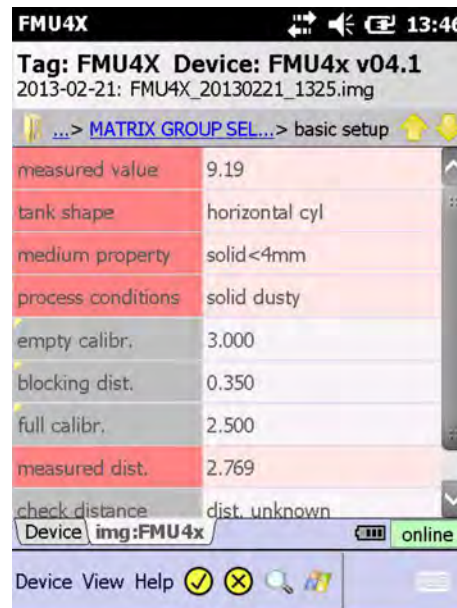 FMU4X 13:46
Tag: FMU4X Device: FMU4x v04.1
2013-02-21: FMU4X_20130221_1325.img
...> MATRIX GROUP SEL...> basic setup
measured value 9.19
tank shape horizontal cyl
medium property solid<4mm
process conditions solid dusty
empty calibr. 3.000
blocking dist. 0.350
full calibr. 2.500
measured dist. 2.769
check distance dist. unknown
Device img:FMU4x online
Device View Help